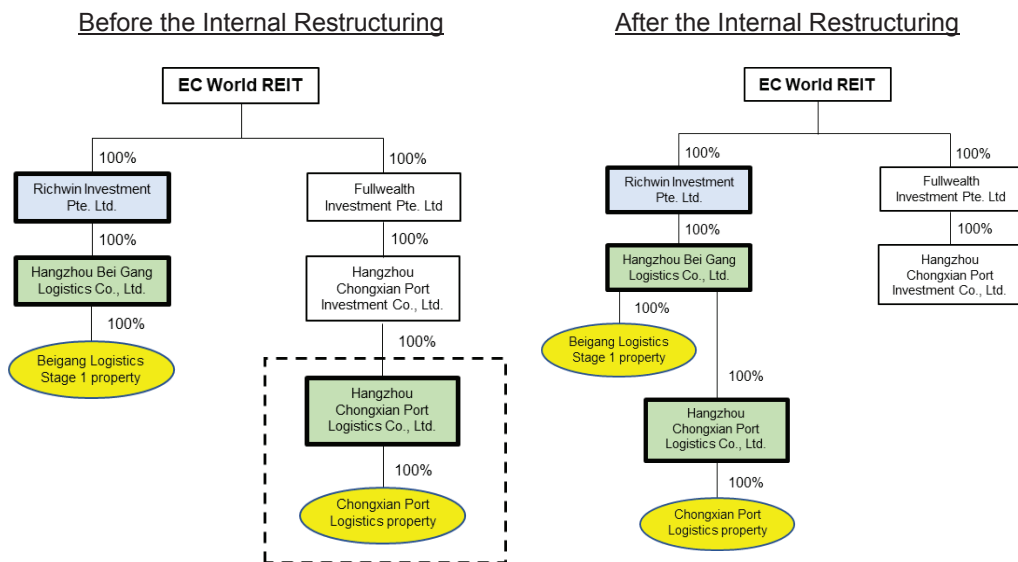 Before the Internal Restructuring
EC World REIT
100%
100%
Richwin Investment
Pte. Ltd.
Fullwealth
Investment Pte. Ltd
100%
100%
Hangzhou Bei Gang
Logistics Co., Ltd.
Hangzhou
Chongxian Port
Investment Co., Ltd.
100%
100%
Beigang Logistics
Stage 1 property
Hangzhou
Chongxian Port
Logistics Co., Ltd.
100%
Chongxian Port
Logistics property
After the Internal Restructuring
EC World REIT
100%
100%
Richwin Investment
Pte. Ltd.
Fullwealth
Investment Pte. Ltd
100%
100%
Hangzhou Bei Gang
Logistics Co., Ltd.
Hangzhou
Chongxian Port
Investment Co., Ltd.
100%
Beigang Logistics
Stage 1 property
100%
Hangzhou
Chongxian Port
Logistics Co., Ltd.
100%
Chongxian Port
Logistics property